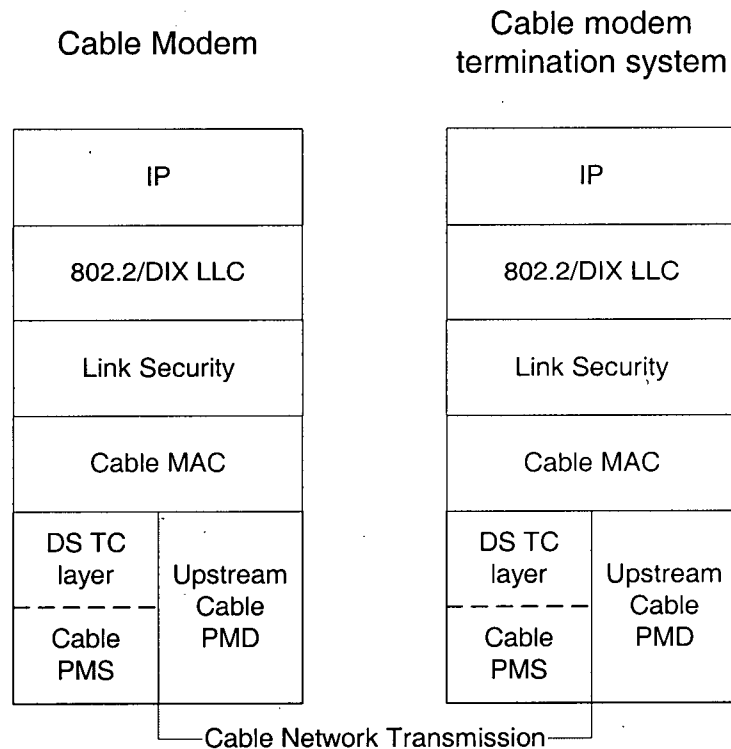 Cable Modem
Cable modem
termination system
IP
802.2/DIX LLC
Link Security
Cable MAC
DS TC
layer
Cable
PMS
Upstream
Cable
PMD
IP
802.2/DIX LLC
Link Security
Cable MAC
DS TC
layer
Cable
PMS
Upstream
Cable
PMD
Cable Network Transmission